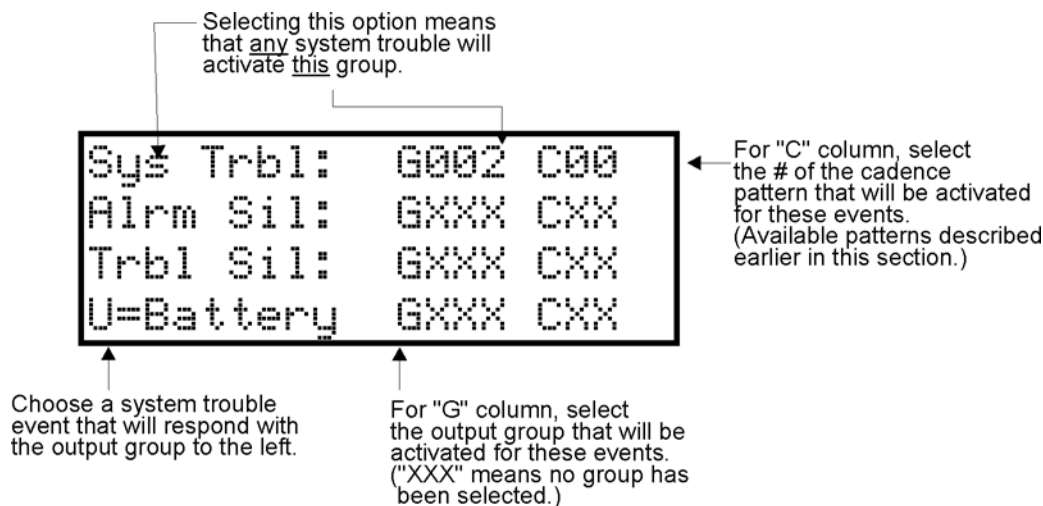 Selecting this option means
that any system trouble will
activate this group.
Sys Trbl: G002 C00
Alrm Sil: GXXX CXX
Trbl Sil: GXXX CXX
U=Battery GXXX CXX
For "C" column, select
the # of the cadence
pattern that will be activated
for these events.
(Available patterns described
earlier in this section.)
Choose a system trouble
event that will respond with
the output group to the left.
For "G" column, select
the output group that will be
activated for these events.
("XXX" means no group has
been selected.)